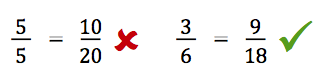 5/5 = 10/20 ✘ 3/6 = 9/18 ✓